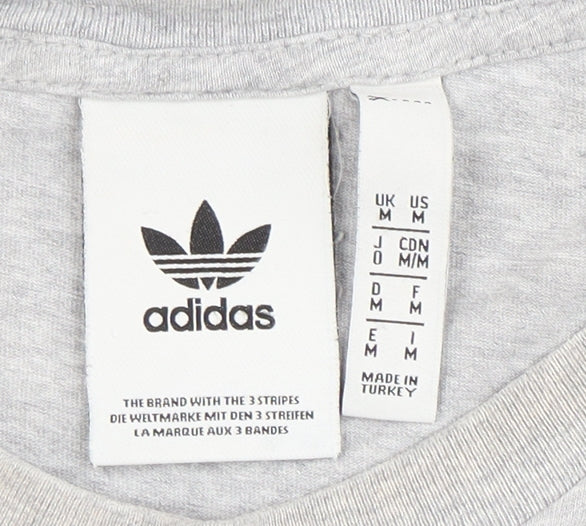 adidas
THE BRAND WITH THE 3 STRIPES
DIE WELTMARKE MIT DEN 3 STREIFEN
LA MARQUE AUX 3 BANDES
UK US
M M
J CDN
O M/M
D F
M M
E I
M M
MADE IN
TURKEY